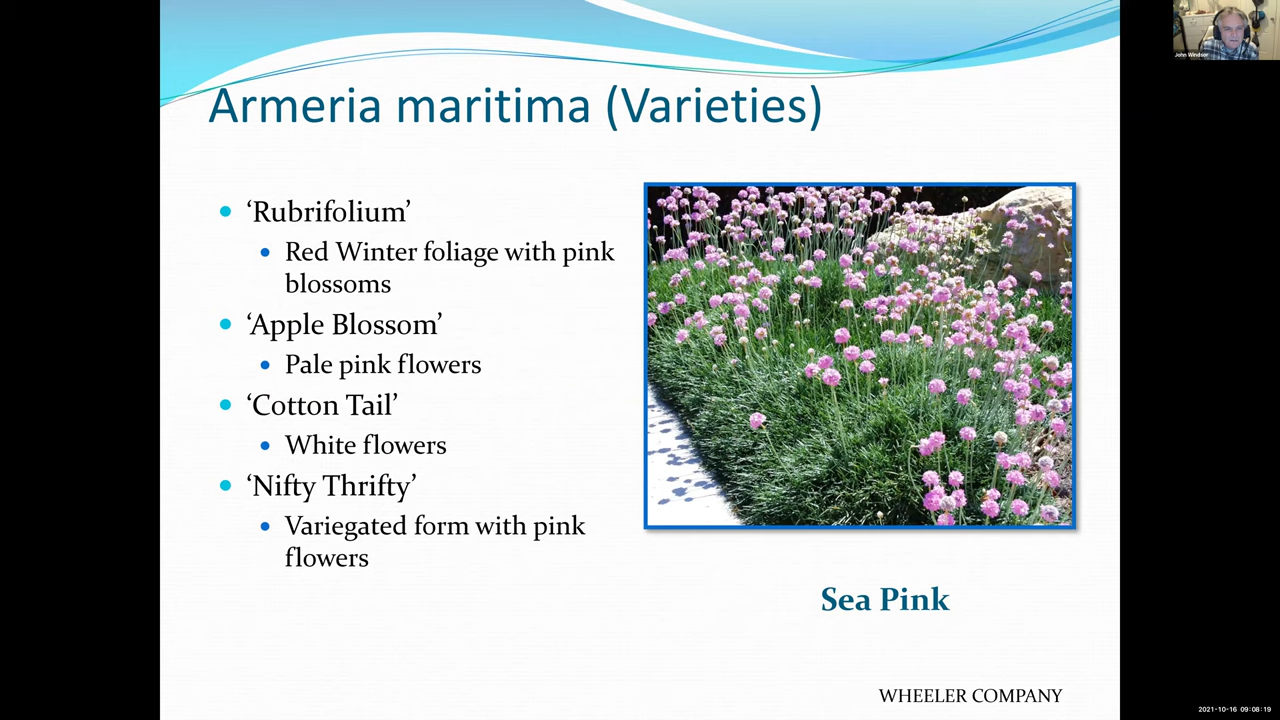 John Windsor
Armeria maritima (Varieties)
‘Rubrifolium’
Red Winter foliage with pink
blossoms
‘Apple Blossom’
Pale pink flowers
‘Cotton Tail’
White flowers
‘Nifty Thrifty’
Variegated form with pink
flowers
Sea Pink
WHEELER COMPANY
2021-10-16 09:08:19